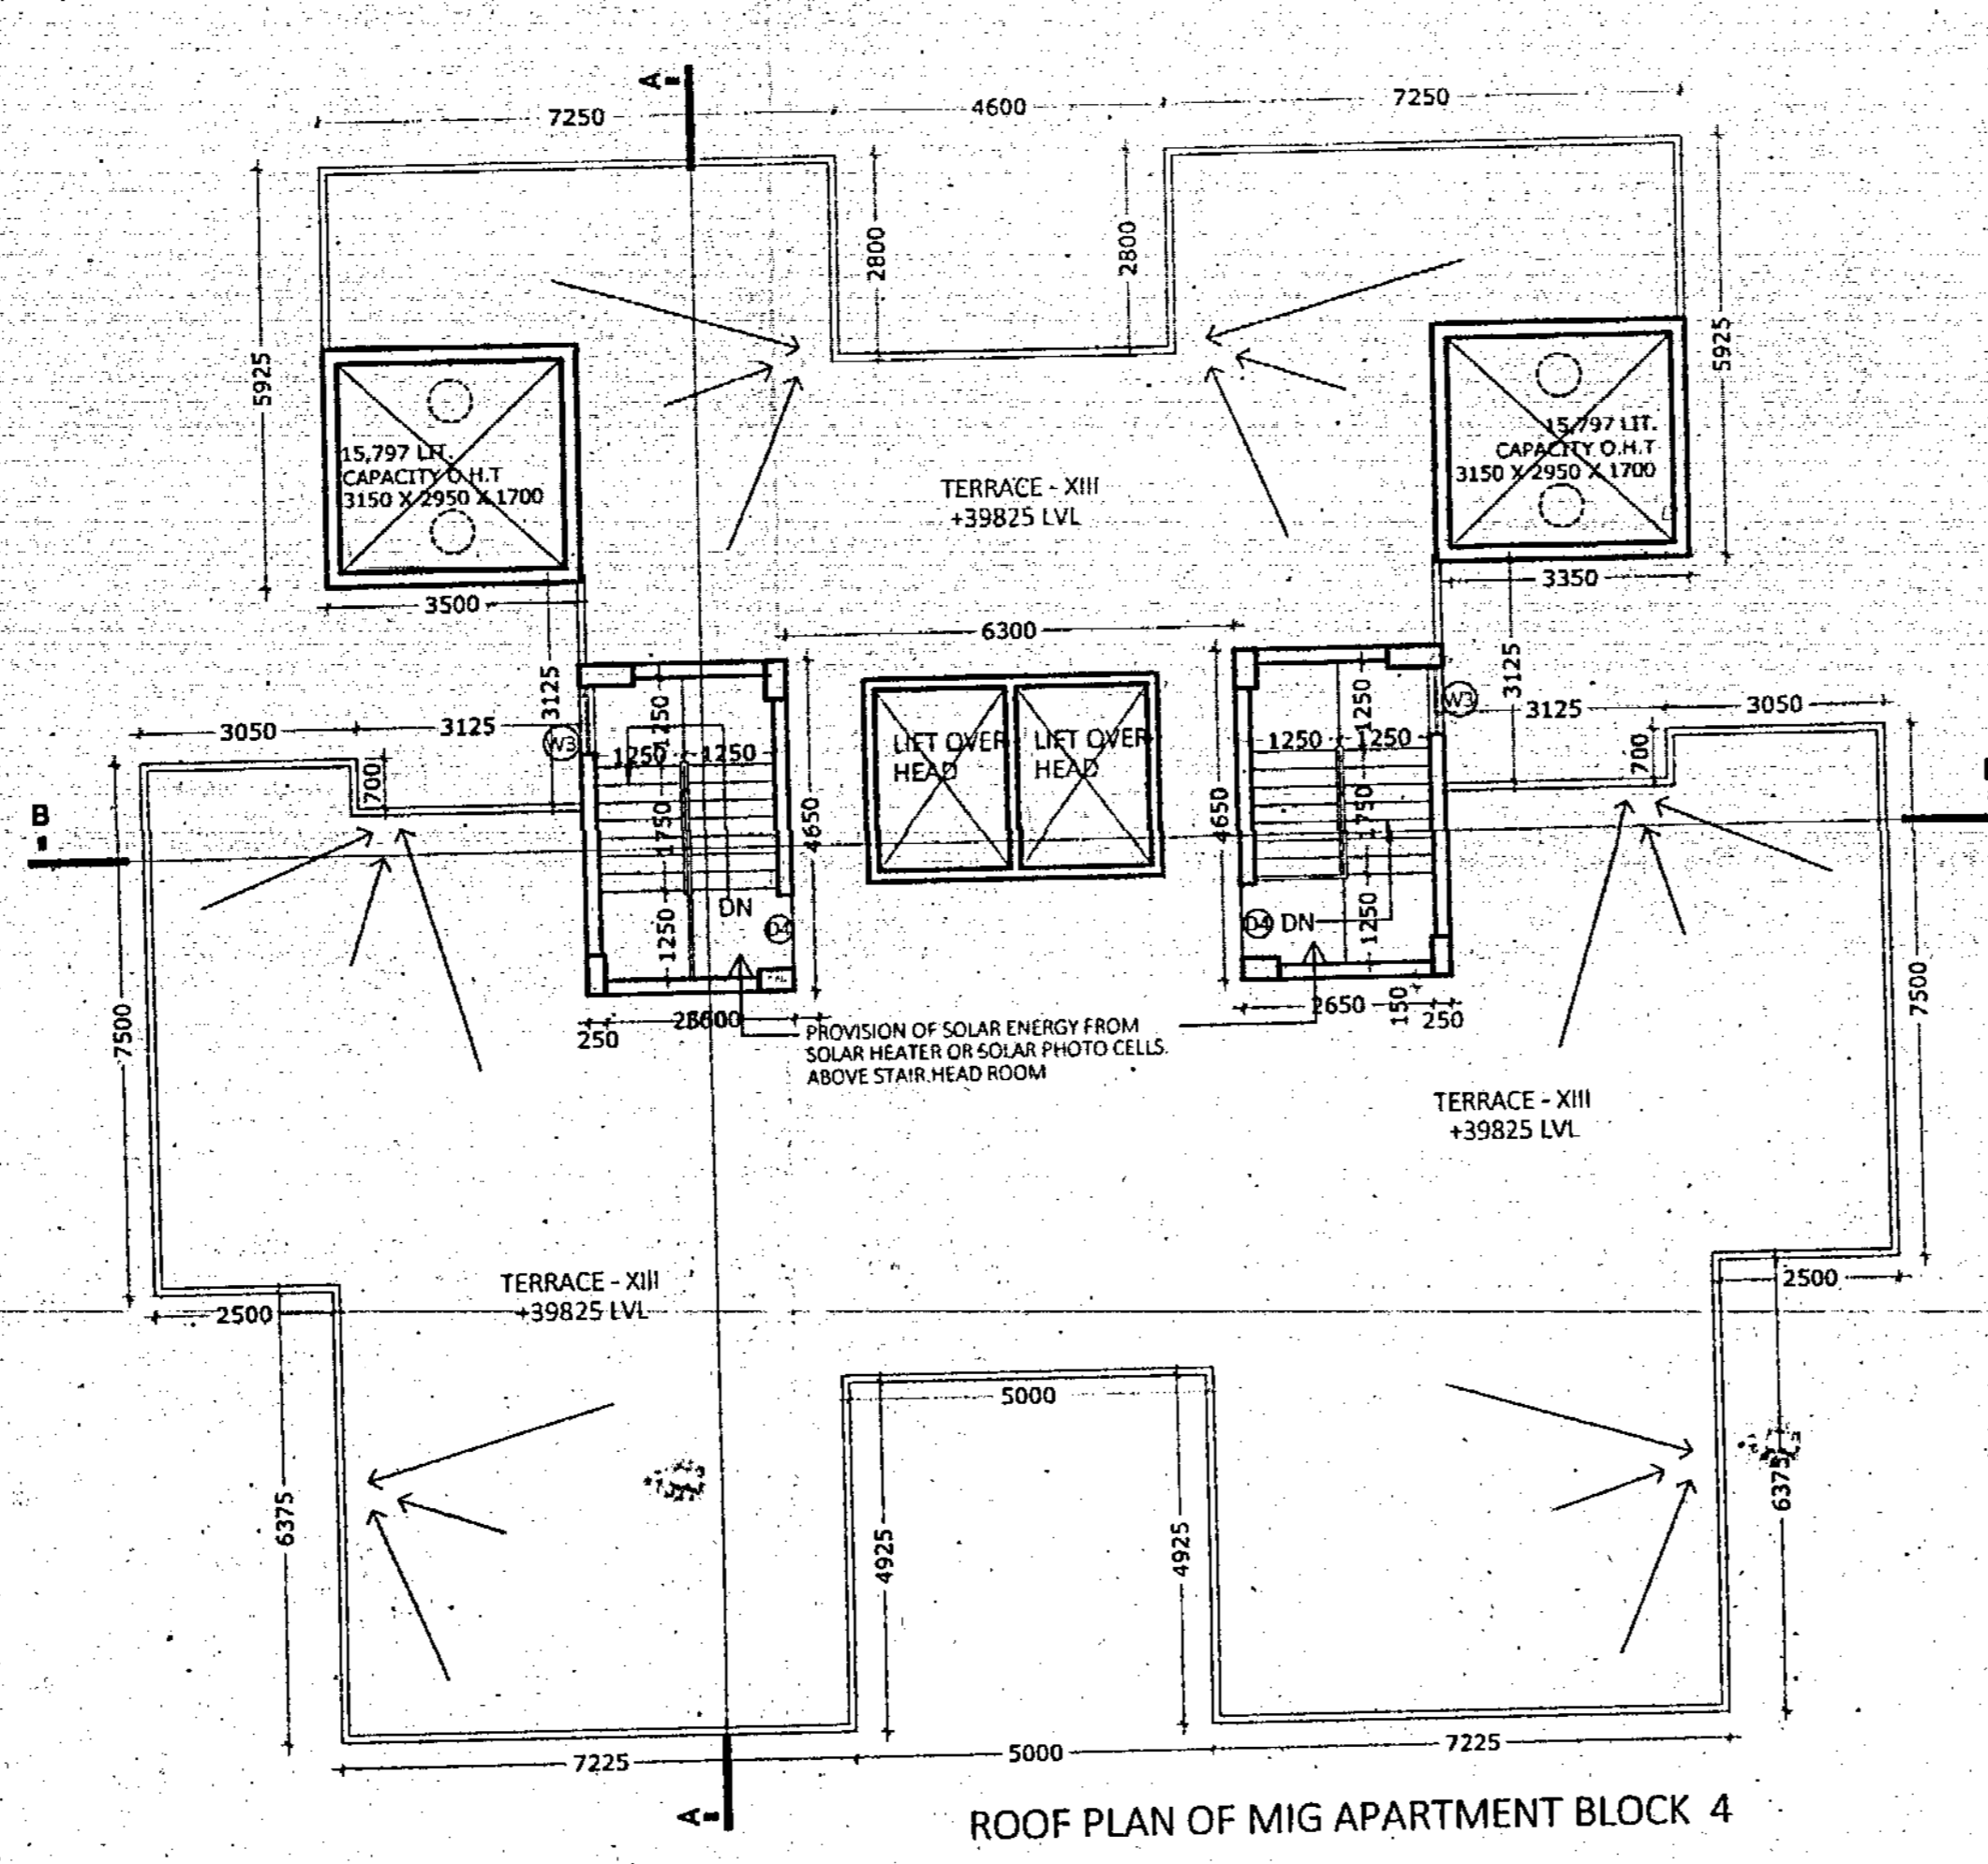 A
7250
4600
7250
2800
2800
5925
5925
15,797 LIT.
CAPACITY O.H.T
3150 X 2950 X 1700
15,797 LIT.
CAPACITY O.H.T
3150 X 2950 X 1700
TERRACE - XIII
+39825 LVL
3500
3350
6300
3125
3125
3050
3125
3125
3050
W3
W3
700
700
1250
1250
1250
1250
1250
1250
LIFT OVER
HEAD
LIFT OVER
HEAD
B
1750
4650
4650
1750
DN
D4
1250
D4
DN
1250
7500
7500
250
2650
150
250
PROVISION OF SOLAR ENERGY FROM
SOLAR HEATER OR SOLAR PHOTO CELLS.
ABOVE STAIR HEAD ROOM
TERRACE - XIII
+39825 LVL
TERRACE - XIII
+39825 LVL
2500
2500
5000
6375
4925
4925
6375
7225
5000
7225
A
ROOF PLAN OF MIG APARTMENT BLOCK 4